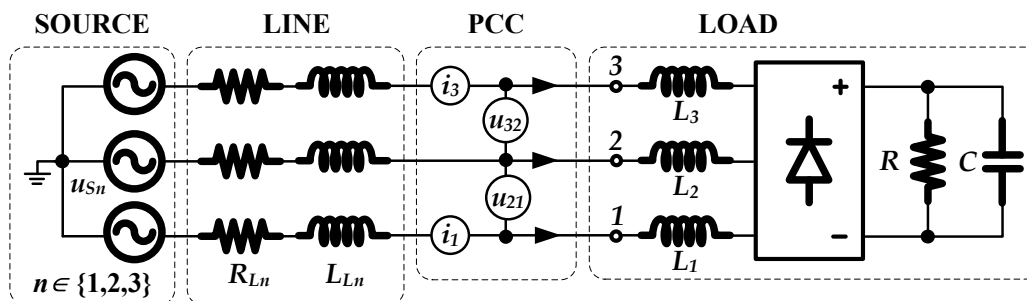 SOURCE LINE PCC LOAD
i3 3 L3 +
u32
2 L2 R C
uSn
u21
i1 1 L1 −
n ∈ {1,2,3} RLn LLn